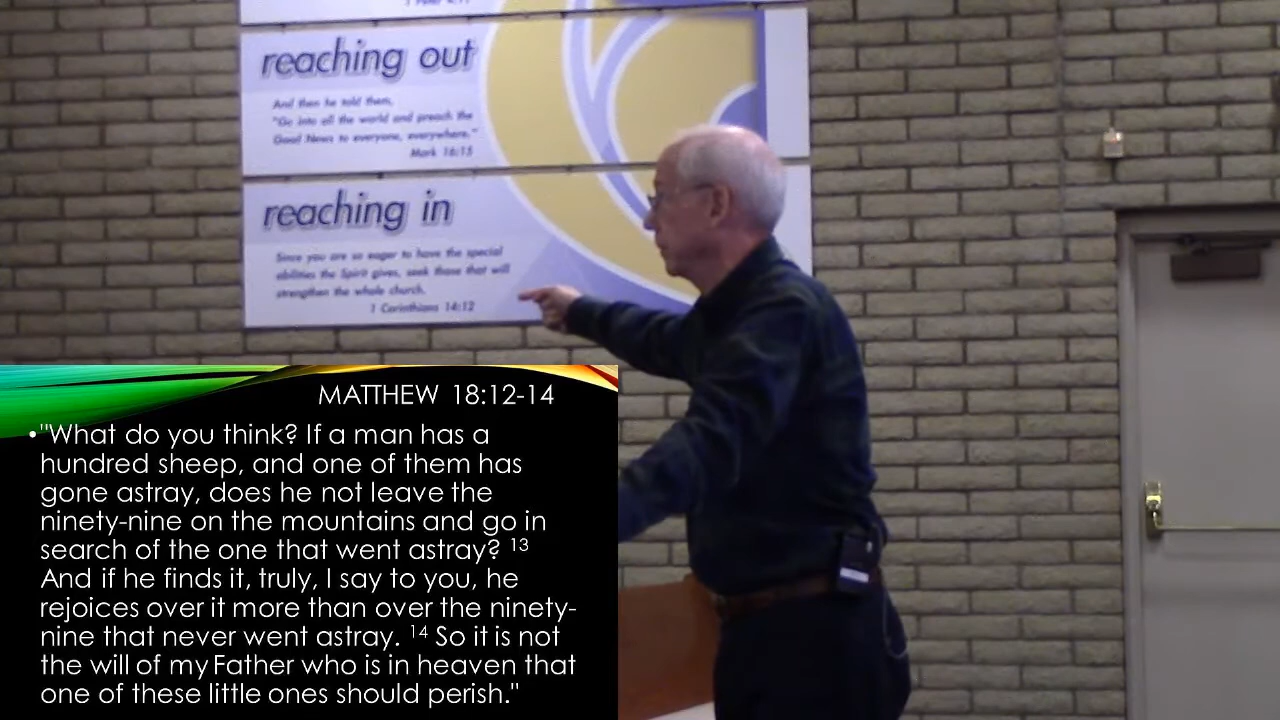 reaching out
And then he told them,
"Go into all the world and preach the
Good News to everyone, everywhere."
Mark 16:15
reaching in
Since you are so eager to have the special
abilities the Spirit gives, seek those that will
strengthen the whole church.
1 Corinthians 14:12
MATTHEW 18:12-14
•"What do you think? If a man has a
hundred sheep, and one of them has
gone astray, does he not leave the
ninety-nine on the mountains and go in
search of the one that went astray? 13
And if he finds it, truly, I say to you, he
rejoices over it more than over the ninety-
nine that never went astray. 14 So it is not
the will of my Father who is in heaven that
one of these little ones should perish."